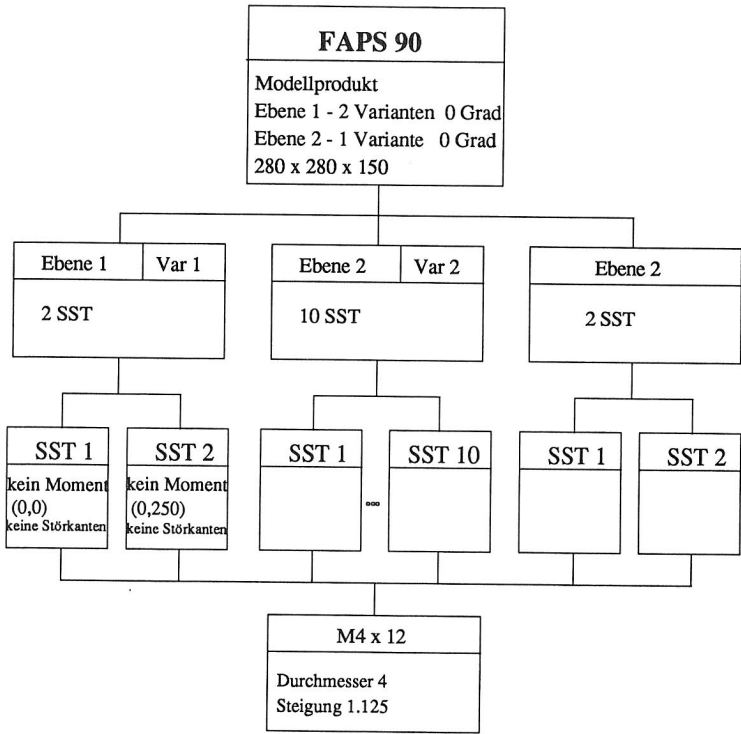 FAPS 90
Modellprodukt
Ebene 1 - 2 Varianten 0 Grad
Ebene 2 - 1 Variante 0 Grad
280 x 280 x 150
Ebene 1 Var 1
2 SST
Ebene 2 Var 2
10 SST
Ebene 2
2 SST
SST 1
kein Moment
(0,0)
keine Störkanten
SST 2
kein Moment
(0,250)
keine Störkanten
SST 1
...
SST 10
SST 1
SST 2
M4 x 12
Durchmesser 4
Steigung 1.125